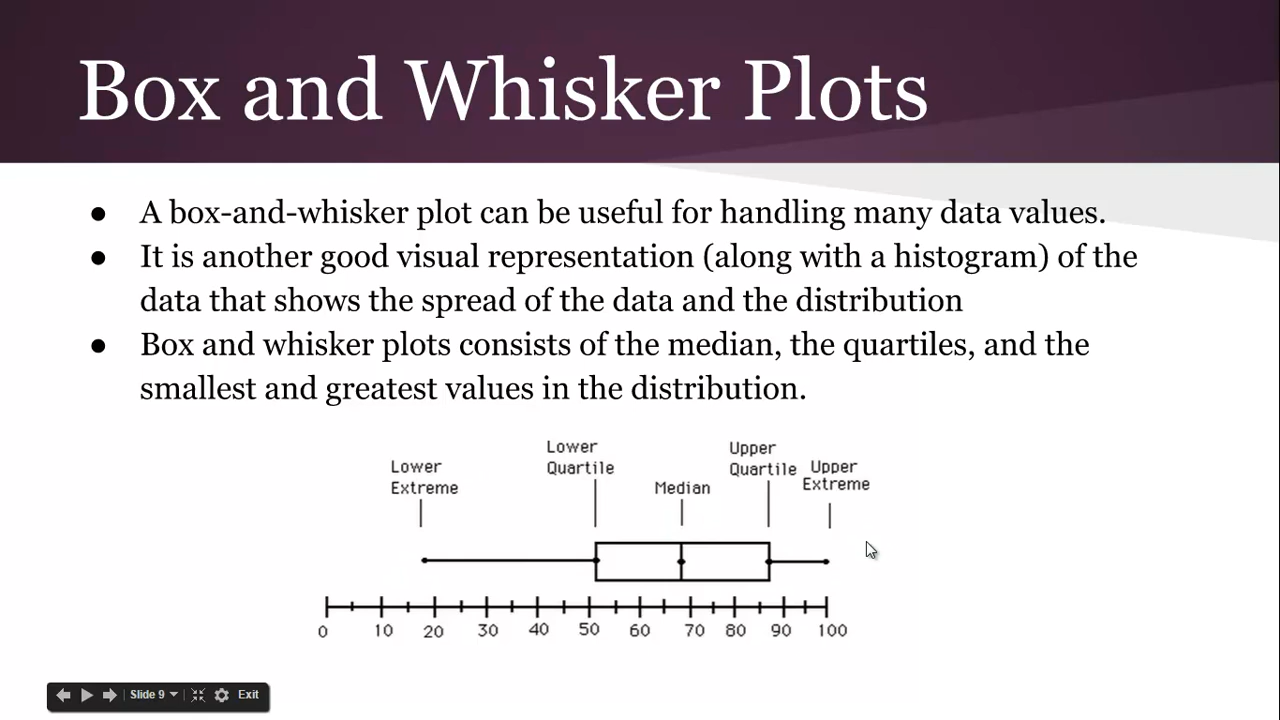 Box and Whisker Plots
● A box-and-whisker plot can be useful for handling many data values.
● It is another good visual representation (along with a histogram) of the
data that shows the spread of the data and the distribution
● Box and whisker plots consists of the median, the quartiles, and the
smallest and greatest values in the distribution.
Lower
Extreme
Lower
Quartile
Median
Upper
Quartile
Upper
Extreme
0 10 20 30 40 50 60 70 80 90 100
Slide 9 Exit